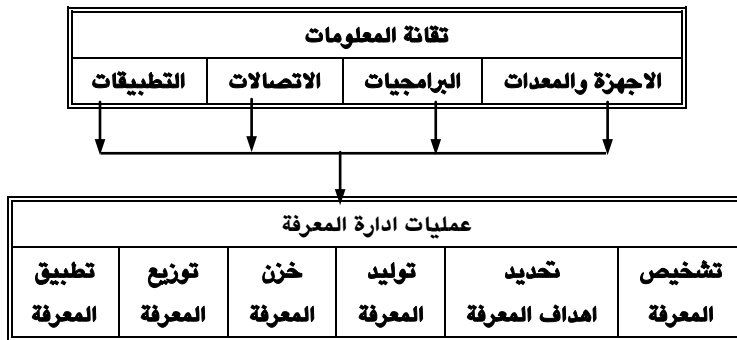 تقانة المعلومات
الاجهزة والمعدات البرامجيات الاتصالات التطبيقات
عمليات ادارة المعرفة
تشخيص تحديد توليد خزن توزيع تطبيق
المعرفة اهداف المعرفة المعرفة المعرفة المعرفة المعرفة